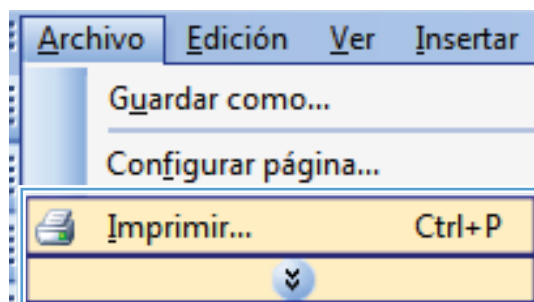 Archivo Edición Ver Insertar
Guardar como...
Configurar página...
Imprimir... Ctrl+P